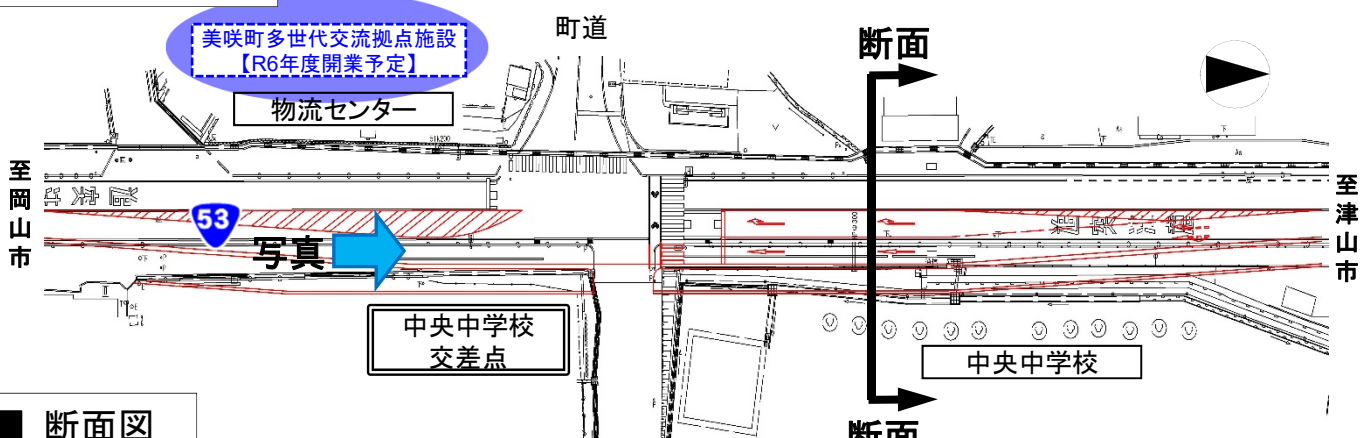 美咲町多世代交流拠点施設
【R6年度開業予定】
町道
断面
物流センター
至岡山市
至津山市
53
写真
中央中学校
交差点
中央中学校
■ 断面図
断面